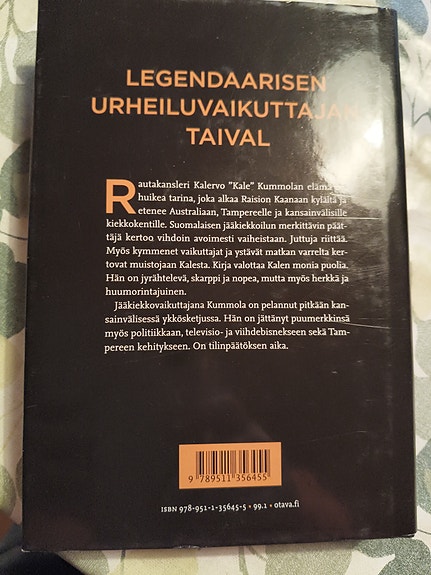 LEGENDAARISEN
URHEILUVAIKUTTAJAN
TAIVAL
Rautakansleri Kalervo "Kale" Kummolan elämä
huikea tarina, joka alkaa Raision Kaanaan kylältä ja
etenee Australiaan, Tampereelle ja kansainvälisille
kiekkokentille. Suomalaisen jääkiekkoilun merkittävin päät-
täjä kertoo vihdoin avoimesti vaiheistaan. Juttuja riittää.
Myös kymmenet vaikuttajat ja ystävät matkan varrelta ker-
tovat muistojaan Kalesta. Kirja valottaa Kalen monia puolia.
Hän on jyrähtelevä, skarppi ja nopea, mutta myös herkkä ja
huumorintajuinen.
Jääkiekkovaikuttajana Kummola on pelannut pitkään kan-
sainvälisessä ykkösketjussa. Hän on jättänyt puumerkkinsä
myös politiikkaan, televisio- ja viihdebisnekseen sekä Tam-
pereen kehitykseen. On tilinpäätöksen aika.
9 789511 356455
ISBN 978-951-1-35645-5 • 99.1 • otava.fi